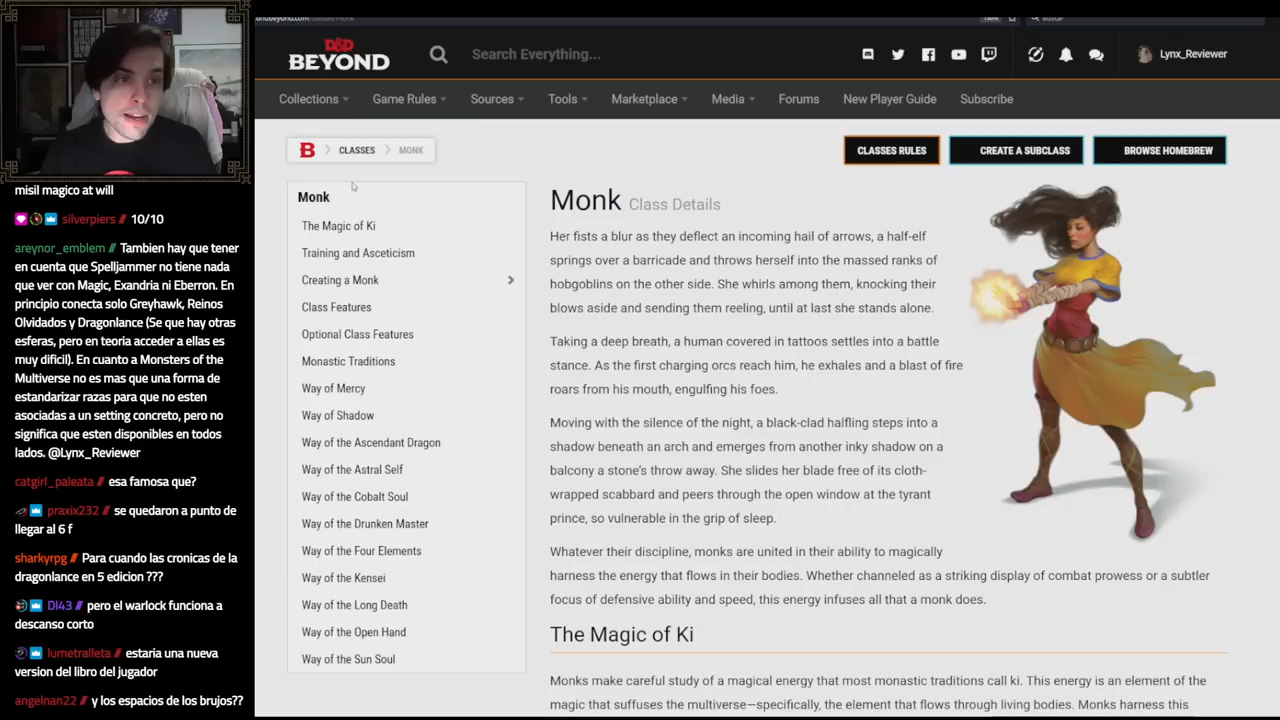 misil magico at will
silverpiers // 10/10
areynor_emblem // Tambien hay que tener
en cuenta que Spelljammer no tiene nada
que ver con Magic, Exandria ni Eberron. En
principio conecta solo Greyhawk, Reinos
Olvidados y Dragonlance (Se que hay otras
esferas, pero en teoria acceder a ellas es
muy dificil). En cuanto a Monsters of the
Multiverse no es mas que una forma de
estandarizar razas para que no esten
asociadas a un setting concreto, pero no
significa que esten disponibles en todos
lados. @Lynx_Reviewer
catgirl_paleata // esa famosa que?
praxix232 // se quedaron a punto de
llegar al 6 f
sharkyrpg // Para cuando las cronicas de la
dragonlance en 5 edicion ???
Dl43 // pero el warlock funciona a
descanso corto
lumetralleta // estaria una nueva
version del libro del jugador
angelnan22 // y los espacios de los brujos??
D&D
BEYOND
Search Everything...
Lynx_Reviewer
Collections
Game Rules
Sources
Tools
Marketplace
Media
Forums
New Player Guide
Subscribe
B
CLASSES
MONK
CLASSES RULES
CREATE A SUBCLASS
BROWSE HOMEBREW
Monk
The Magic of Ki
Training and Asceticism
Creating a Monk
Class Features
Optional Class Features
Monastic Traditions
Way of Mercy
Way of Shadow
Way of the Ascendant Dragon
Way of the Astral Self
Way of the Cobalt Soul
Way of the Drunken Master
Way of the Four Elements
Way of the Kensei
Way of the Long Death
Way of the Open Hand
Way of the Sun Soul
Monk Class Details
Her fists a blur as they deflect an incoming hail of arrows, a half-elf
springs over a barricade and throws herself into the massed ranks of
hobgoblins on the other side. She whirls among them, knocking their
blows aside and sending them reeling, until at last she stands alone.
Taking a deep breath, a human covered in tattoos settles into a battle
stance. As the first charging orcs reach him, he exhales and a blast of fire
roars from his mouth, engulfing his foes.
Moving with the silence of the night, a black-clad halfling steps into a
shadow beneath an arch and emerges from another inky shadow on a
balcony a stone's throw away. She slides her blade free of its cloth-
wrapped scabbard and peers through the open window at the tyrant
prince, so vulnerable in the grip of sleep.
Whatever their discipline, monks are united in their ability to magically
harness the energy that flows in their bodies. Whether channeled as a striking display of combat prowess or a subtler
focus of defensive ability and speed, this energy infuses all that a monk does.
The Magic of Ki
Monks make careful study of a magical energy that most monastic traditions call ki. This energy is an element of the
magic that suffuses the multiverse—specifically, the element that flows through living bodies. Monks harness this